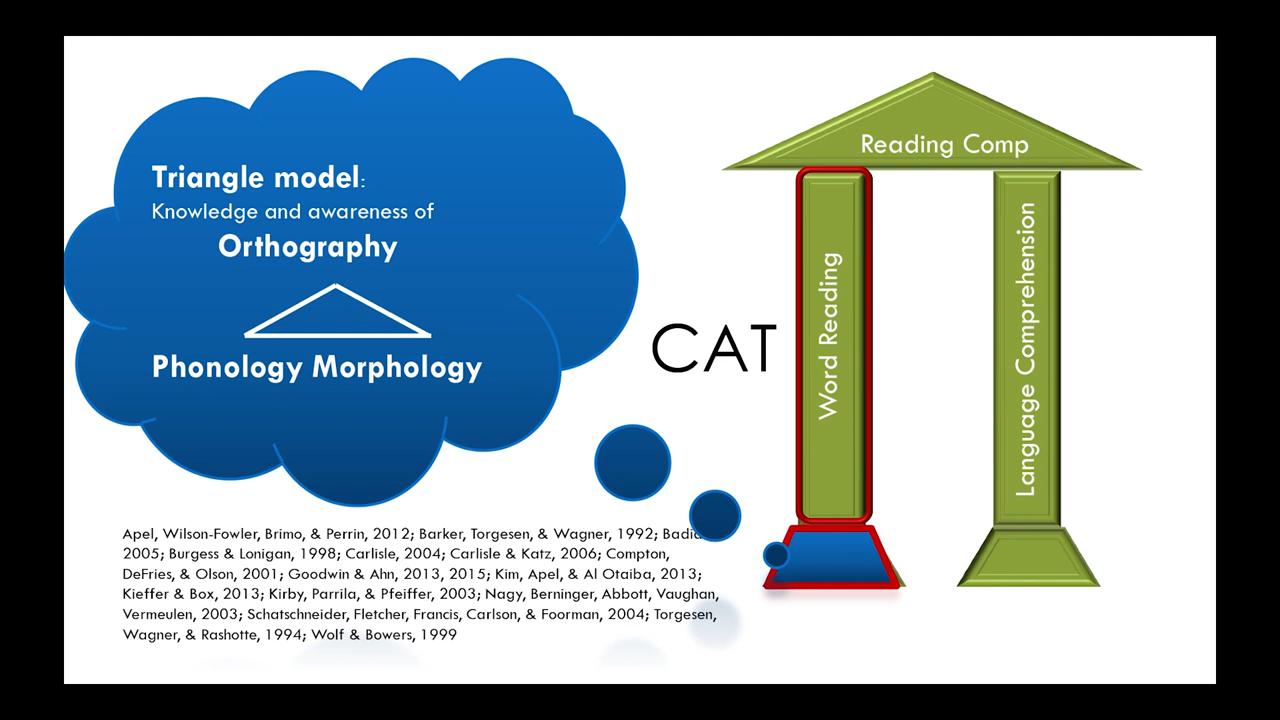 Triangle model:
Knowledge and awareness of
Orthography
Phonology Morphology
CAT
Reading Comp
Word Reading
Language Comprehension
Apel, Wilson-Fowler, Brimo, & Perrin, 2012; Barker, Torgesen, & Wagner, 1992;
2005; Burgess & Lonigan, 1998; Carlisle, 2004; Carlisle & Katz, 2006; Compton,
DeFries, & Olson, 2001; Goodwin & Ahn, 2013, 2015; Kim, Apel, & Al Otaiba, 2013;
Kieffer & Box, 2013; Kirby, Parrila, & Pfeiffer, 2003; Nagy, Berninger, Abbott, Vaughan,
Vermeulen, 2003; Schatschneider, Fletcher, Francis, Carlson, & Foorman, 2004; Torgesen,
Wagner, & Rashotte, 1994; Wolf & Bowers, 1999